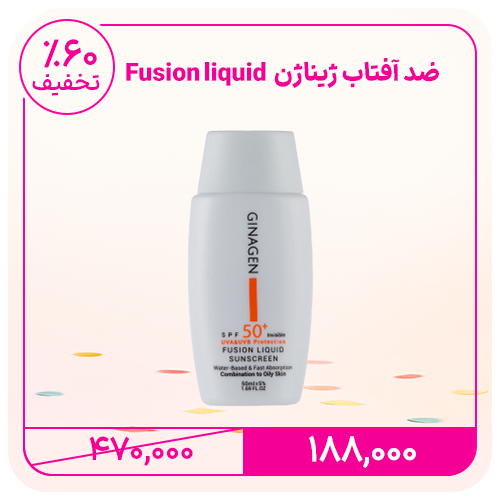 ٪۶۰
تخفیف
ضد آفتاب ژیناژن Fusion liquid
GINAGEN
SPF 50+ Invisible
UVA&UVB Protection
FUSION LIQUID
SUNSCREEN
Water-Based & Fast Absorption
Combination to Oily Skin
50ml±5%
1.69 FL.OZ
۴۷۰,۰۰۰
۱۸۸,۰۰۰